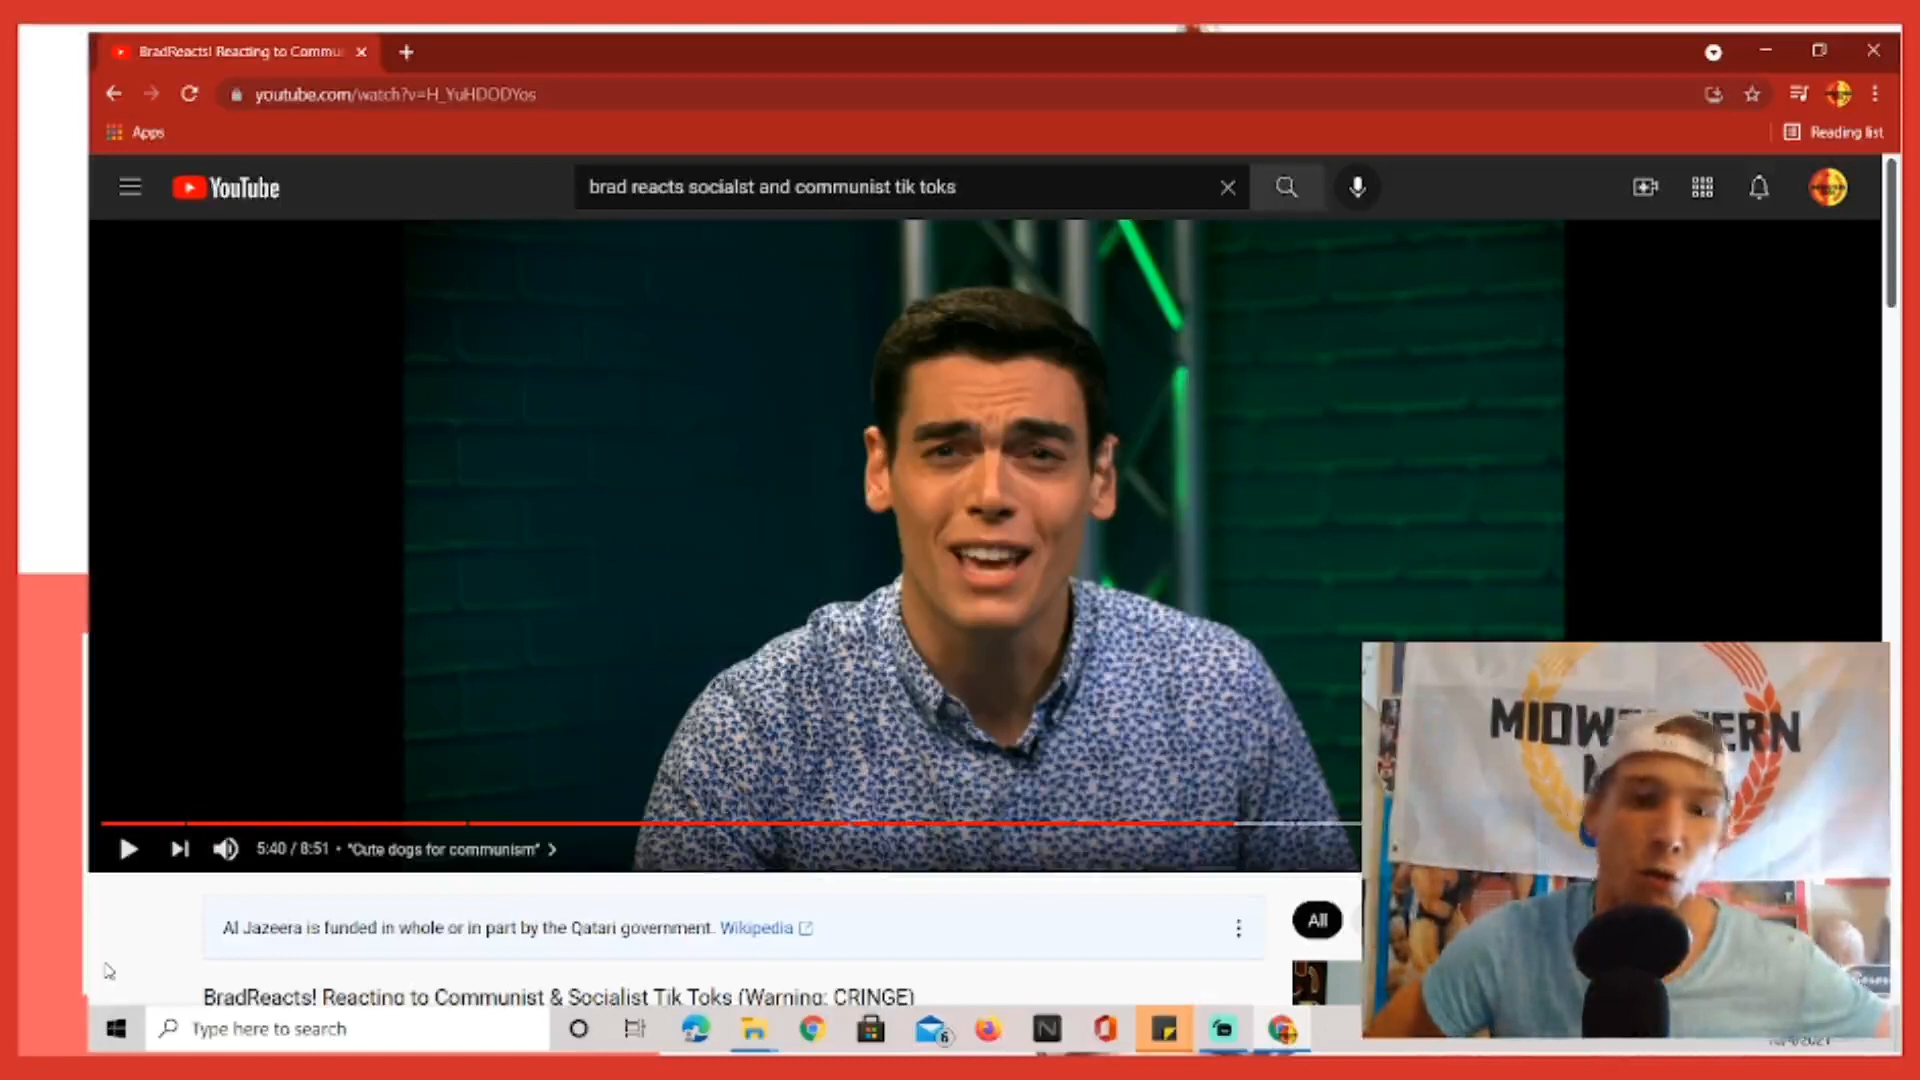 BradReacts! Reacting to Commu
youtube.com/watch?v=H_YuHDODYos
Apps
Reading list
YouTube
brad reacts socialst and communist tik toks
5:40 / 8:51 • "Cute dogs for communism"
MIDW ERN
Al Jazeera is funded in whole or in part by the Qatari government. Wikipedia
All
BradReacts! Reacting to Communist & Socialist Tik Toks (Warning: CRINGE)
Type here to search
6